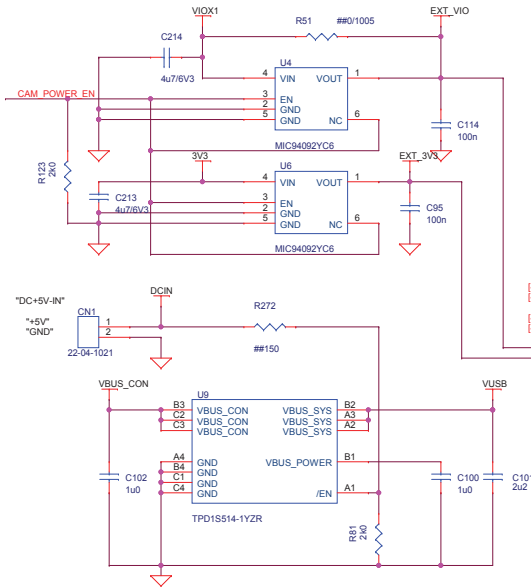 VIOX1
EXT_VIO
R51
##0/1005
C214
4u7/6V3
U4
4
VIN
VOUT
1
CAM_POWER_EN
3
EN
2
GND
5
GND
NC
6
C114
100n
MIC94092YC6
3V3
U6
EXT_3V3
R123
2k0
C213
4u7/6V3
4
VIN
VOUT
1
3
EN
2
GND
5
GND
NC
6
C95
100n
MIC94092YC6
"DC+5V-IN"
DCIN
CN1
R272
"+5V"
1
"GND"
2
22-04-1021
##150
VBUS_CON
U9
VUSB
B3
VBUS_CON
VBUS_SYS
B2
C2
VBUS_CON
VBUS_SYS
A3
C3
VBUS_CON
VBUS_SYS
A2
A4
GND
VBUS_POWER
B1
B4
GND
C1
GND
C4
GND
/EN
A1
C102
1u0
C100
1u0
C101
2u2
TPD1S514-1YZR
R81
2k0